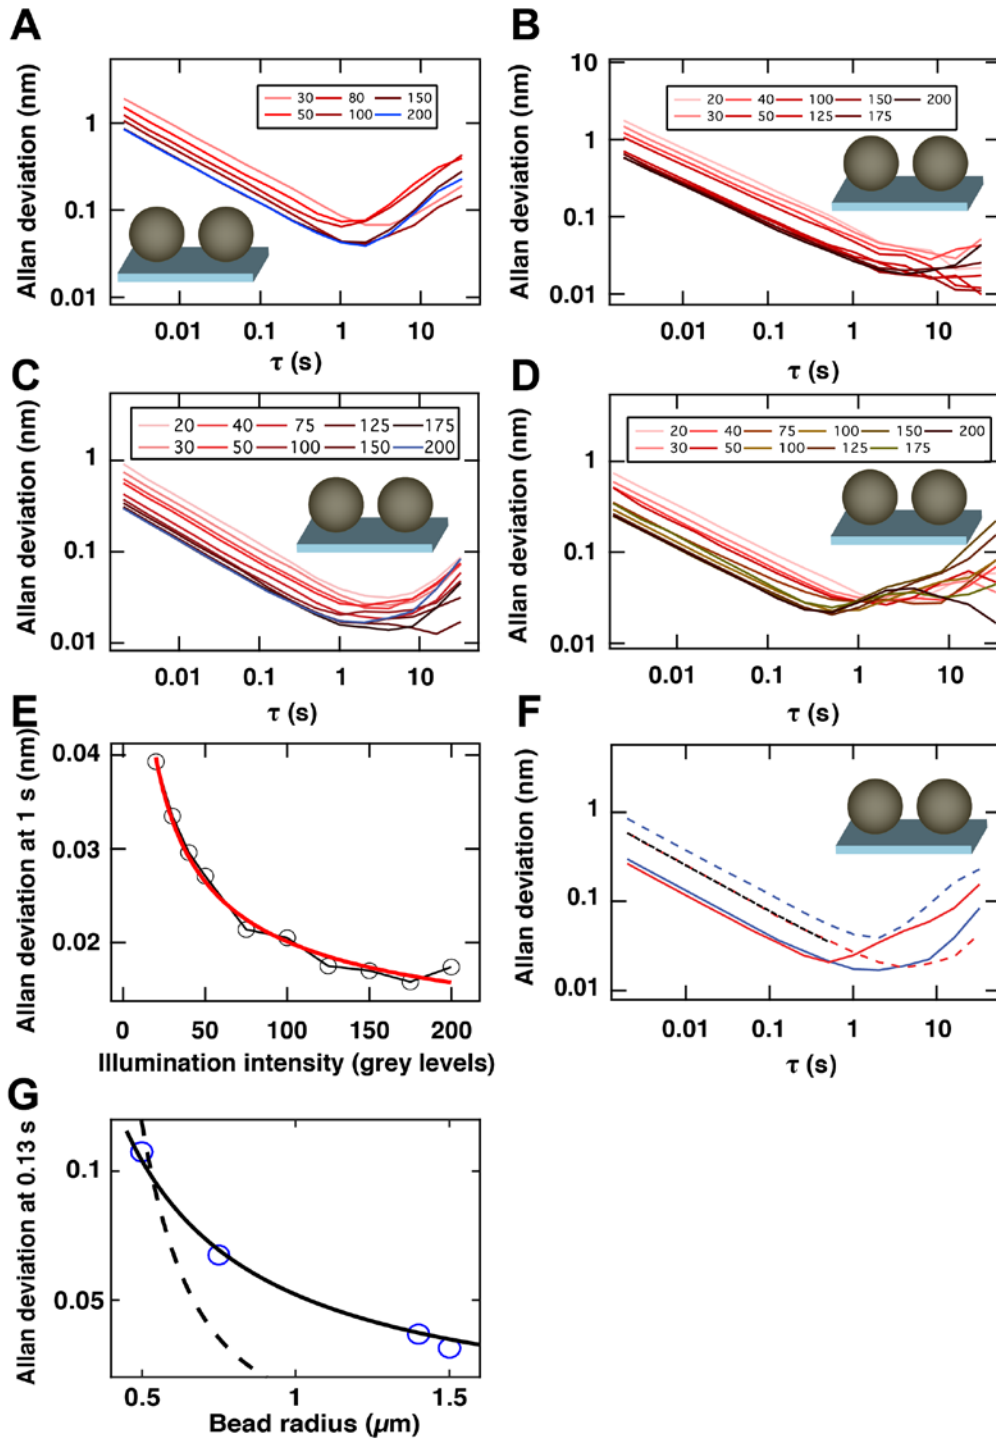 A
Allan deviation (nm)
1
0.1
0.01
30 80 150
50 100 200
0.01 0.1 1 10
τ (s)
B
Allan deviation (nm)
10
1
0.1
0.01
20 40 100 150 200
30 50 125 175
0.01 0.1 1 10
τ (s)
C
Allan deviation (nm)
1
0.1
0.01
20 40 75 125 175
30 50 100 150 200
0.01 0.1 1 10
τ (s)
D
Allan deviation (nm)
1
0.1
0.01
20 40 75 100 150 200
30 50 100 125 175
0.01 0.1 1 10
τ (s)
E
Allan deviation at 1 s (nm)
0.04
0.03
0.02
0 50 100 150 200
Illumination intensity (grey levels)
F
Allan deviation (nm)
1
0.1
0.01
0.01 0.1 1 10
τ (s)
G
Allan deviation at 0.13 s
0.1
0.05
0.5 1 1.5
Bead radius (μm)